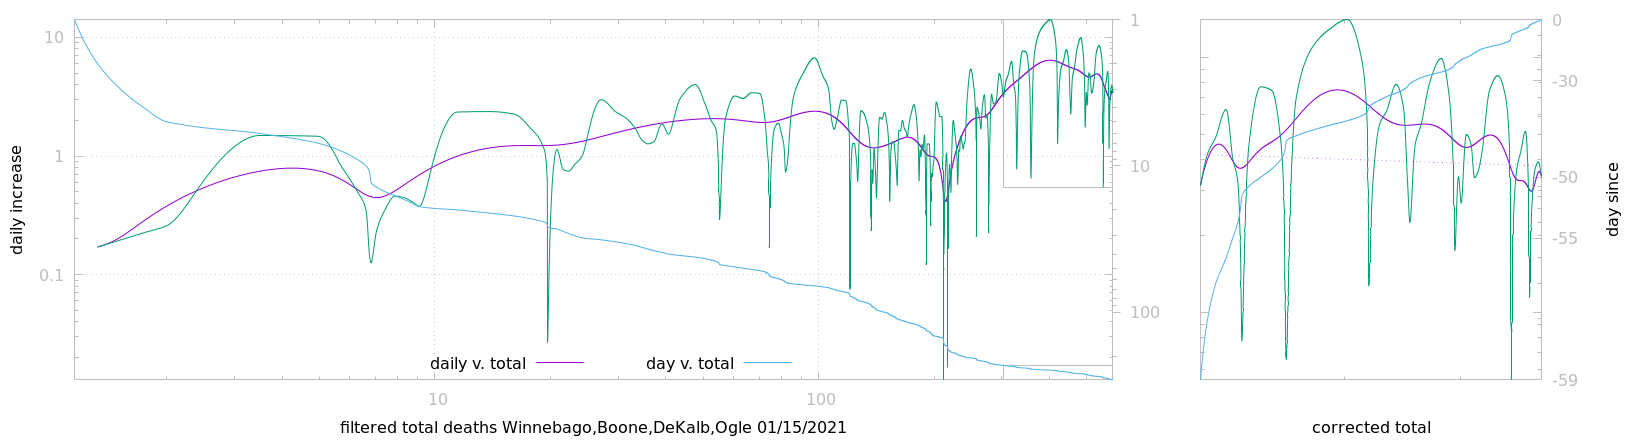 daily increase
10
1
0.1
1
10
100
daily v. total
day v. total
10
100
filtered total deaths Winnebago,Boone,DeKalb,Ogle 01/15/2021
0
-30
-50
-55
-59
day since
corrected total